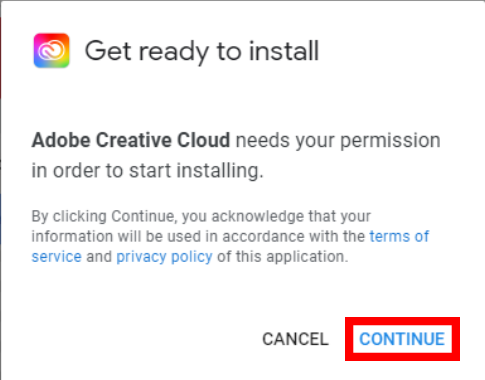 Get ready to install
Adobe Creative Cloud needs your permission
in order to start installing.
By clicking Continue, you acknowledge that your
information will be used in accordance with the terms of
service and privacy policy of this application.
CANCEL CONTINUE